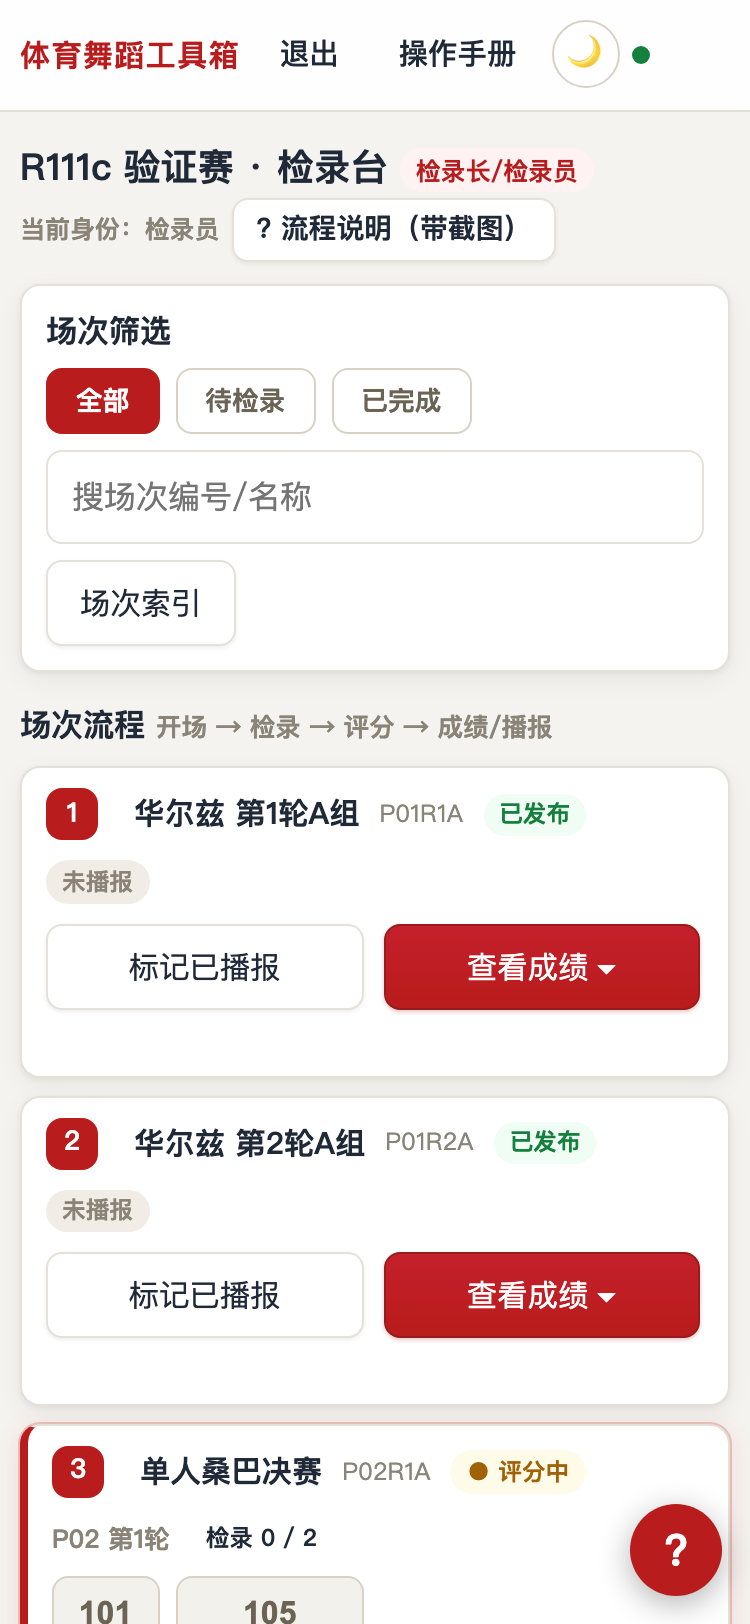 体育舞蹈工具箱 退出 操作手册
R111c 验证赛 · 检录台 检录长/检录员
当前身份：检录员 ? 流程说明（带截图）
场次筛选
全部 待检录 已完成
搜场次编号/名称
场次索引
场次流程 开场 → 检录 → 评分 → 成绩/播报
1 华尔兹 第1轮A组 P01R1A 已发布
未播报
标记已播报 查看成绩
2 华尔兹 第2轮A组 P01R2A 已发布
未播报
标记已播报 查看成绩
3 单人桑巴决赛 P02R1A 评分中
P02 第1轮 检录 0 / 2
?
101 105